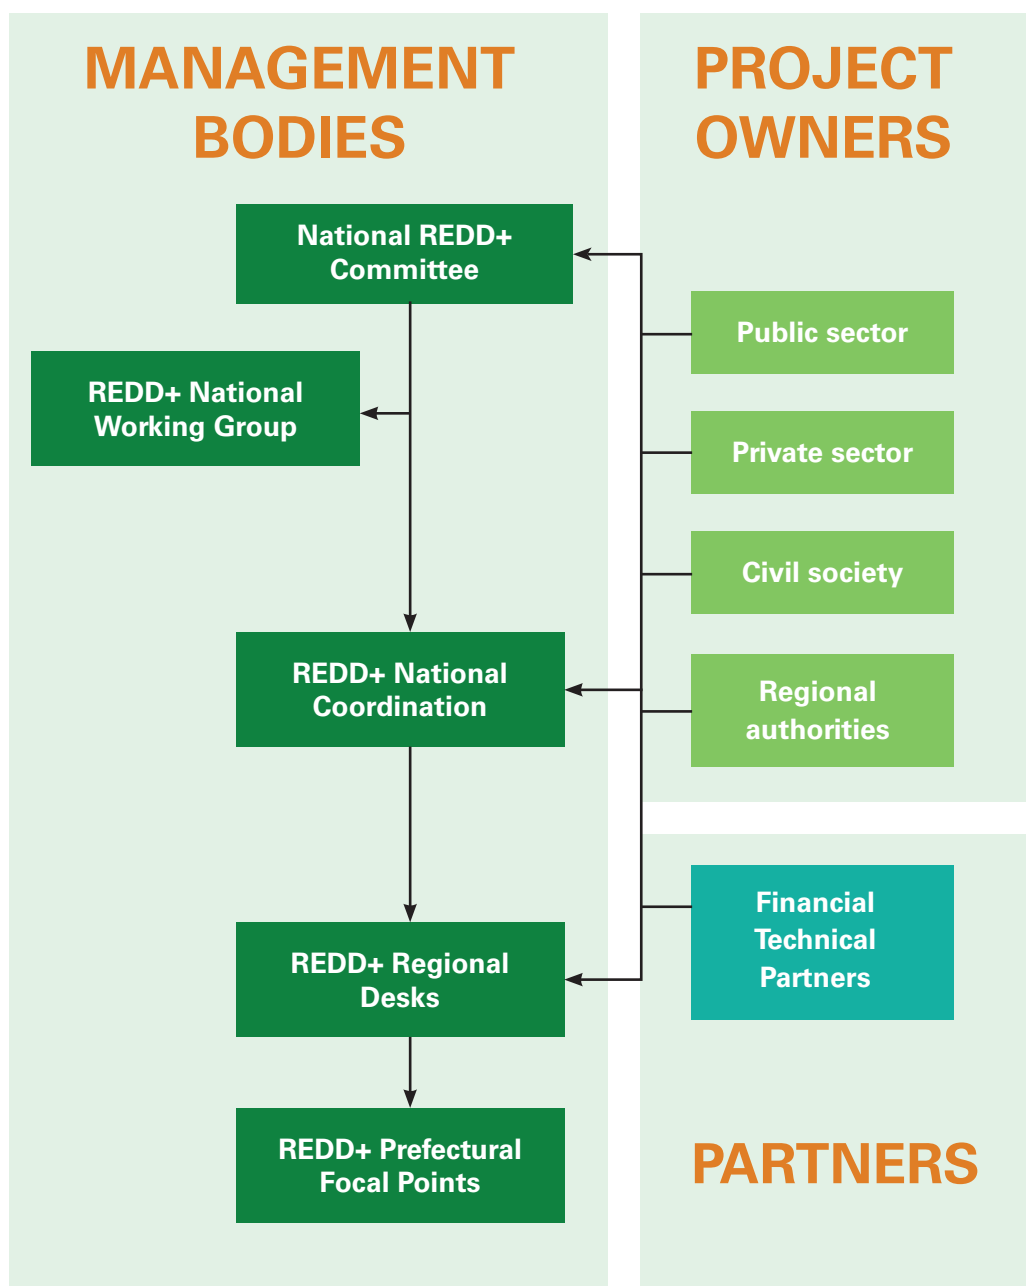 MANAGEMENT
BODIES
National REDD+
Committee
REDD+ National
Working Group
REDD+ National
Coordination
REDD+ Regional
Desks
REDD+ Prefectural
Focal Points
PROJECT
OWNERS
Public sector
Private sector
Civil society
Regional
authorities
Financial
Technical
Partners
PARTNERS